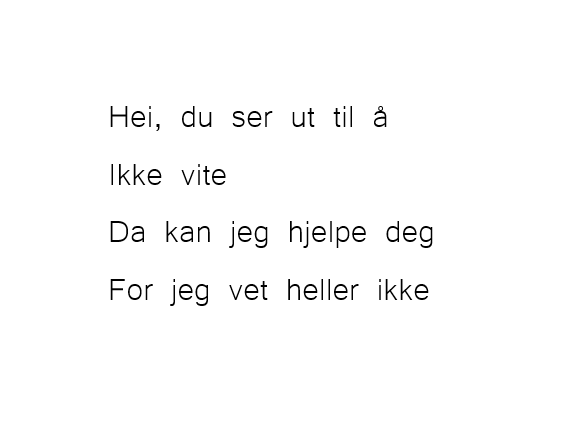 Hei, du ser ut til å
Ikke vite
Da kan jeg hjelpe deg
For jeg vet heller ikke